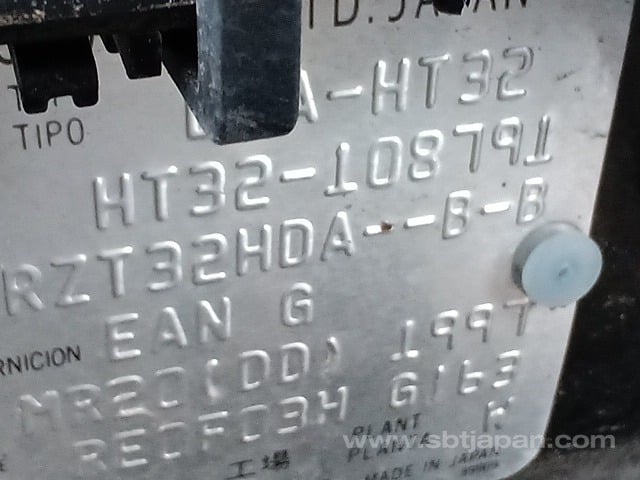 TD. JAPAN
A-HT32
TIPO
HT32-108791
RZT32HDA--B-B
EAN G
RNICION
MR20(DD) 1997
RE0F03H G163
PLANT W
PLANTA
工場
MADE IN JAPAN
www.sbtjapan.com